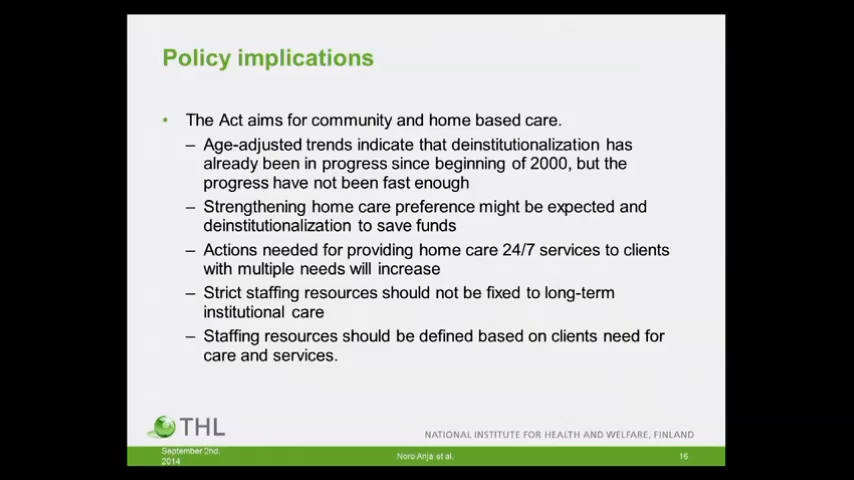 Policy implications
• The Act aims for community and home based care.
– Age-adjusted trends indicate that deinstitutionalization has
already been in progress since beginning of 2000, but the
progress have not been fast enough
– Strengthening home care preference might be expected and
deinstitutionalization to save funds
– Actions needed for providing home care 24/7 services to clients
with multiple needs will increase
– Strict staffing resources should not be fixed to long-term
institutional care
– Staffing resources should be defined based on clients need for
care and services.
THL
NATIONAL INSTITUTE FOR HEALTH AND WELFARE, FINLAND
September 2nd,
2014
Noro Anja et al.
16